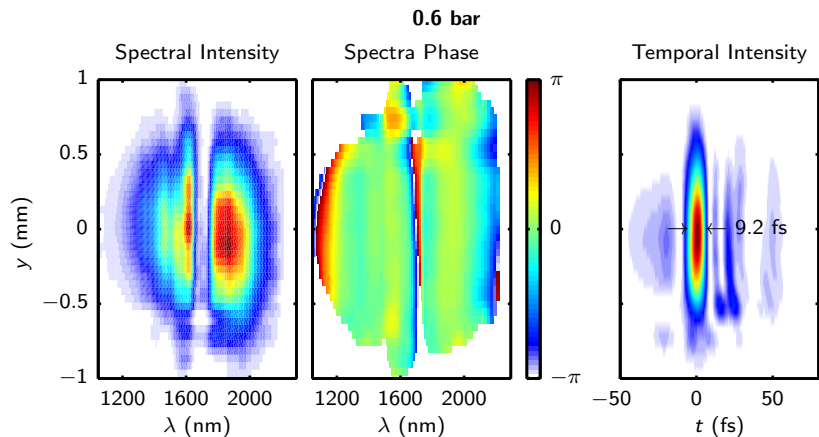 0.6 bar
Spectral Intensity Spectra Phase Temporal Intensity
1 π
0.5
y (mm) 0 0 9.2 fs
−0.5
−1 −π
1200 1600 2000 1200 1600 2000 −50 0 50
λ (nm) λ (nm) t (fs)